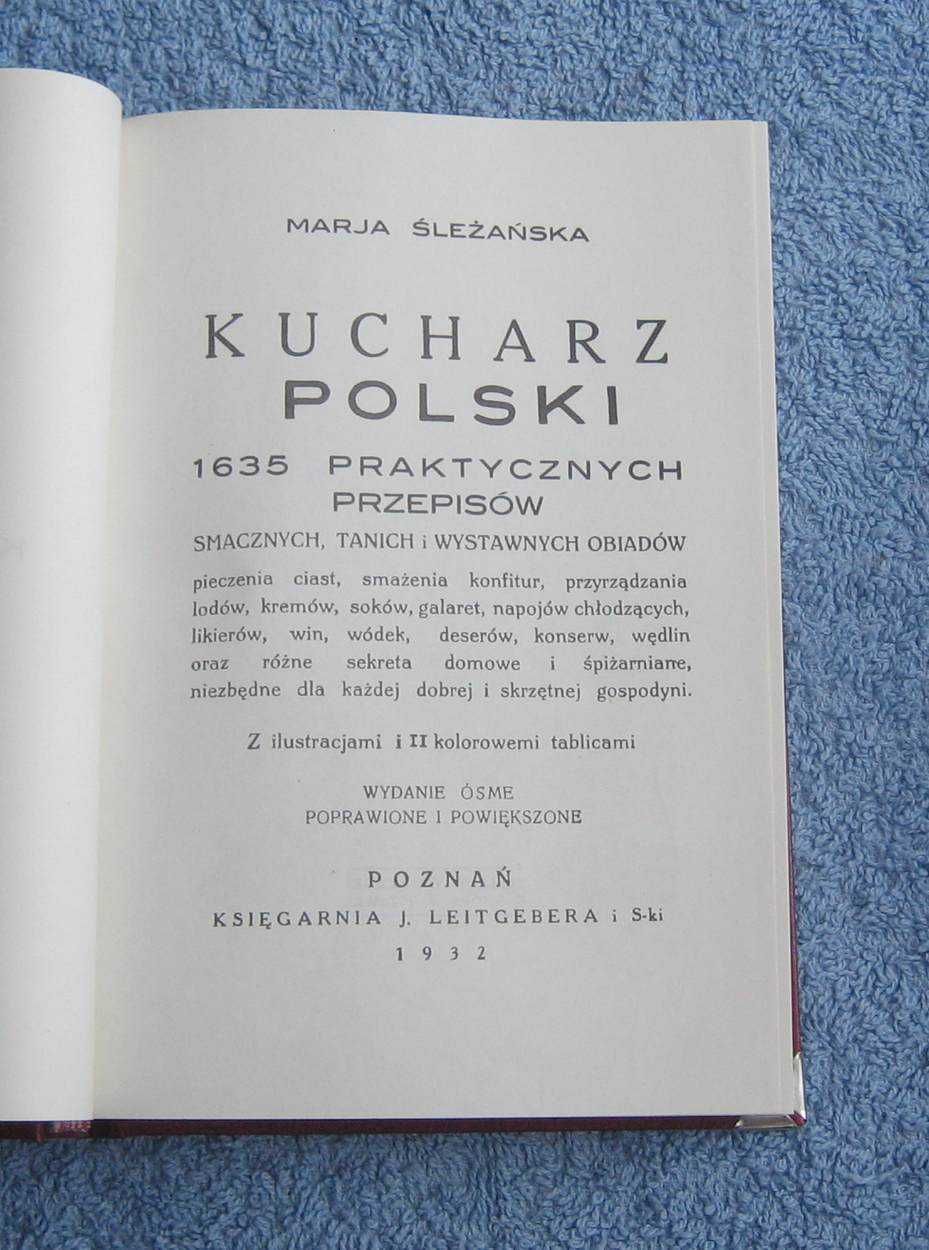 MARJA ŚLEŻAŃSKA
KUCHARZ
POLSKI
1635 PRAKTYCZNYCH
PRZEPISÓW
SMACZNYCH, TANICH i WYSTAWNYCH OBIADÓW
pieczenia ciast, smażenia konfitur, przyrządzania
lodów, kremów, soków, galaret, napojów chłodzących,
likierów, win, wódek, deserów, konserw, wędlin
oraz różne sekreta domowe i śpiżarniane,
niezbędne dla każdej dobrej i skrzętnej gospodyni.
Z ilustracjami i II kolorowemi tablicami
WYDANIE ÓSME
POPRAWIONE I POWIĘKSZONE
POZNAŃ
KSIĘGARNIA J. LEITGEBERA i S-ki
1932